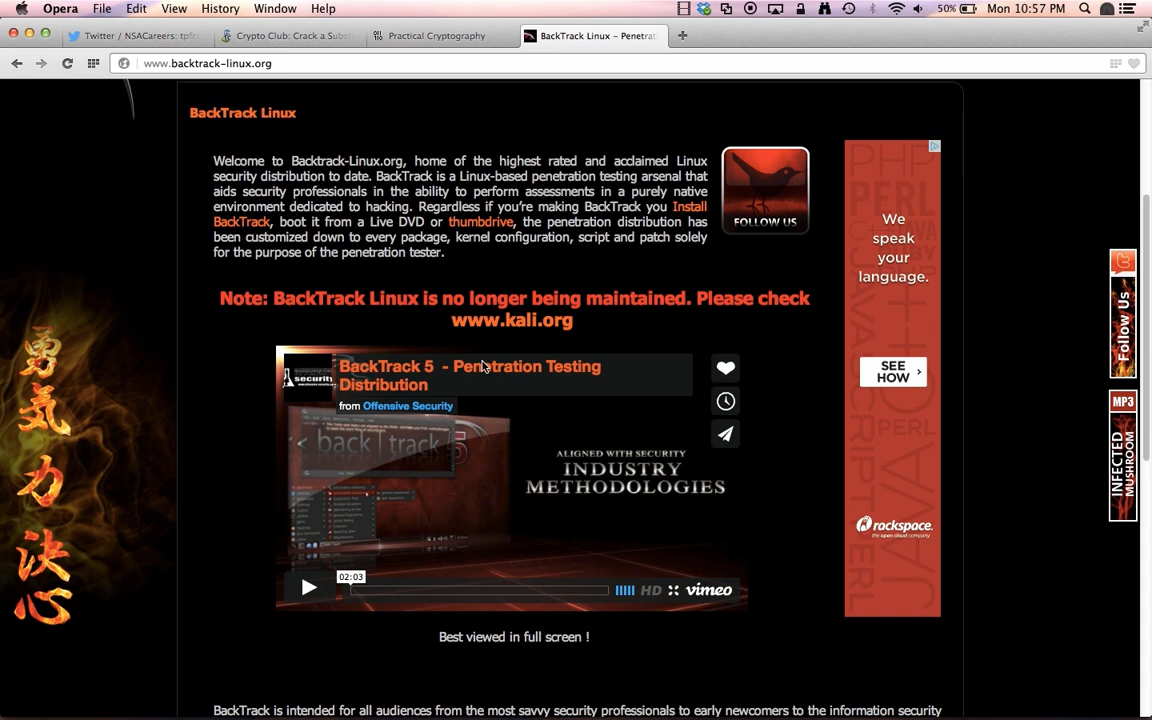 Opera File Edit View History Window Help 50% Mon 10:57 PM
Twitter / NSACareers: tpfc
Crypto Club: Crack a Subst
Practical Cryptography
BackTrack Linux – Penetrat
www.backtrack-linux.org
BackTrack Linux
Welcome to Backtrack-Linux.org, home of the highest rated and acclaimed Linux
security distribution to date. BackTrack is a Linux-based penetration testing arsenal that
aids security professionals in the ability to perform assessments in a purely native
environment dedicated to hacking. Regardless if you're making BackTrack you Install
BackTrack, boot it from a Live DVD or thumbdrive, the penetration distribution has
been customized down to every package, kernel configuration, script and patch solely
for the purpose of the penetration tester.
FOLLOW US
Note: BackTrack Linux is no longer being maintained. Please check
www.kali.org
security
BackTrack 5 - Penetration Testing
Distribution
from Offensive Security
< back | track
5
ALIGNED WITH SECURITY
INDUSTRY
METHODOLOGIES
02:03
HD vimeo
Best viewed in full screen !
BackTrack is intended for all audiences from the most savvy security professionals to early newcomers to the information security
PHP
PERL
We
speak
your
language.
SEE
HOW
PERL
rackspace.
the open cloud company
Follow Us
MP3
INFECTED
MUSHROOM
勇
気
力
決
心